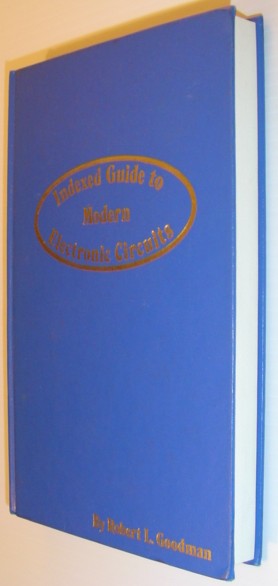 Indexed Guide to
Modern
Electronic Circuits
By Robert L. Goodman